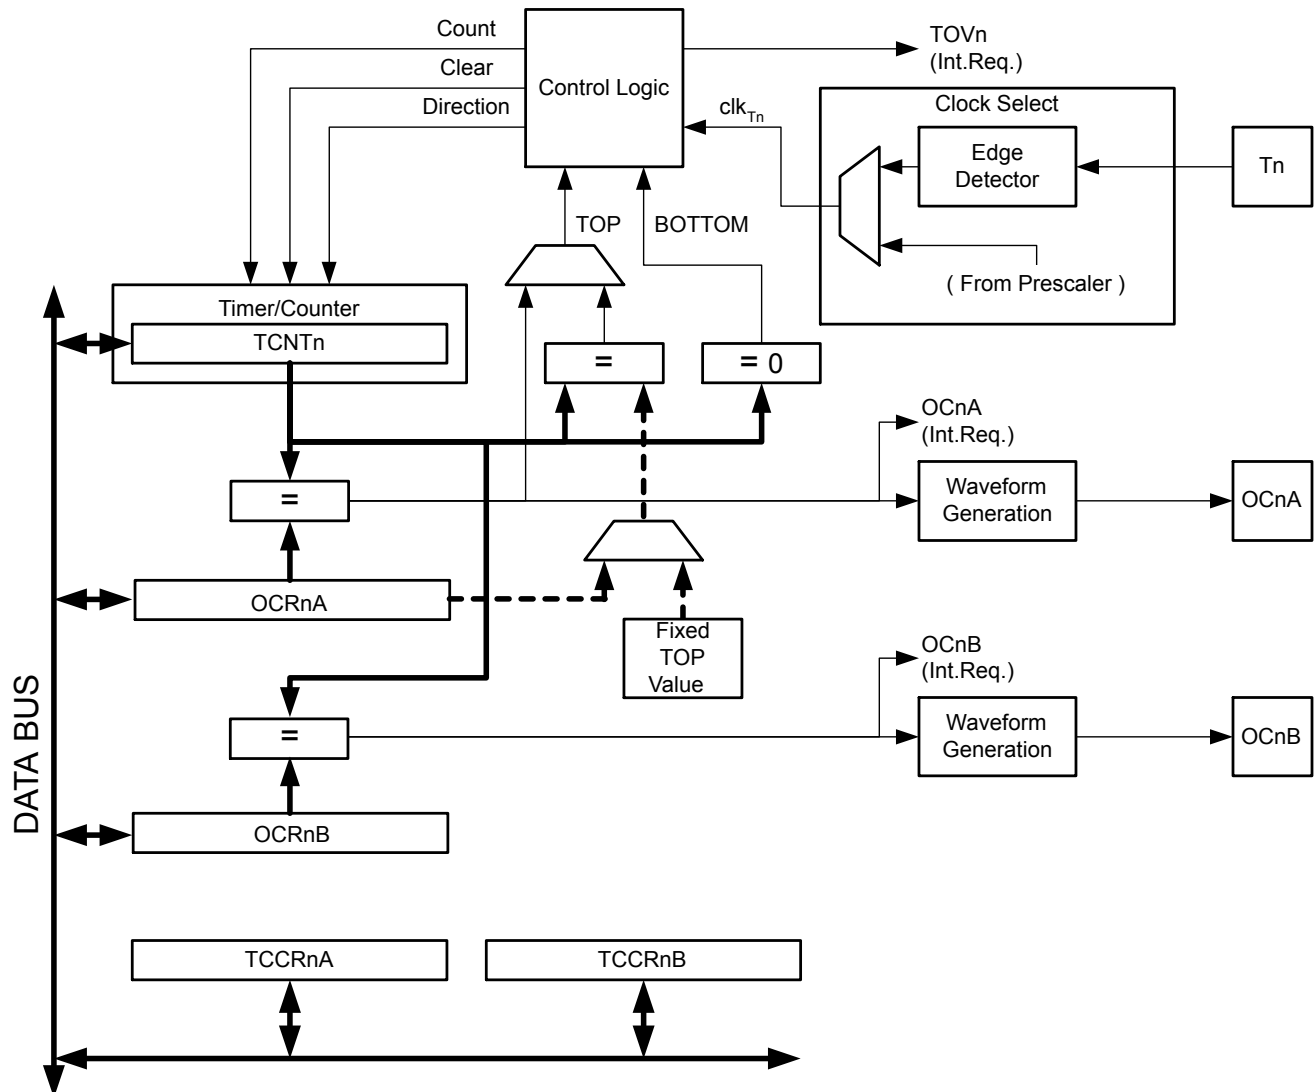 Count
Clear
Direction
Control Logic
TOVn
(Int.Req.)
clkTn
Clock Select
Edge
Detector
Tn
( From Prescaler )
TOP
BOTTOM
Timer/Counter
TCNTn
=
= 0
OCnA
(Int.Req.)
=
Waveform
Generation
OCnA
OCRnA
Fixed
TOP
Value
OCnB
(Int.Req.)
=
Waveform
Generation
OCnB
OCRnB
DATA BUS
TCCRnA
TCCRnB